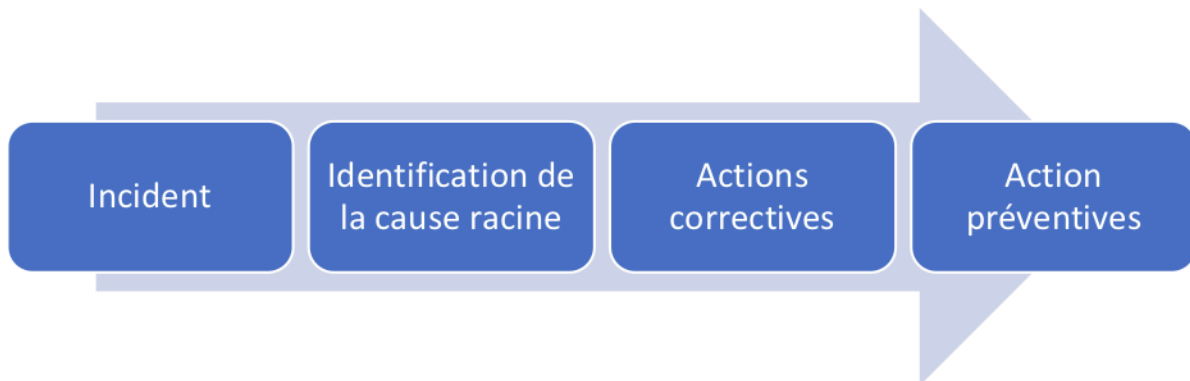 Incident
Identification de
la cause racine
Actions
correctives
Action
préventives